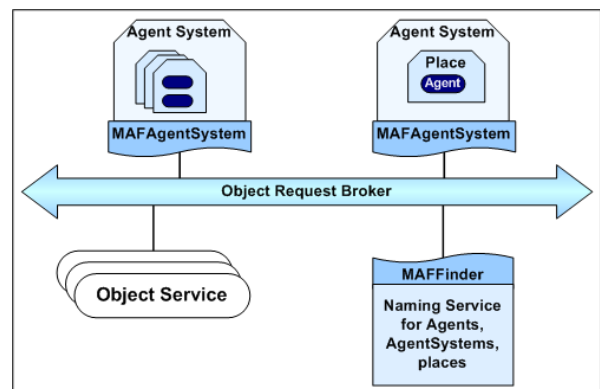 Agent System
Agent System
Place
Agent
MAFAgentSystem
MAFAgentSystem
Object Request Broker
Object Service
MAFFinder
Naming Service
for Agents,
AgentSystems,
places